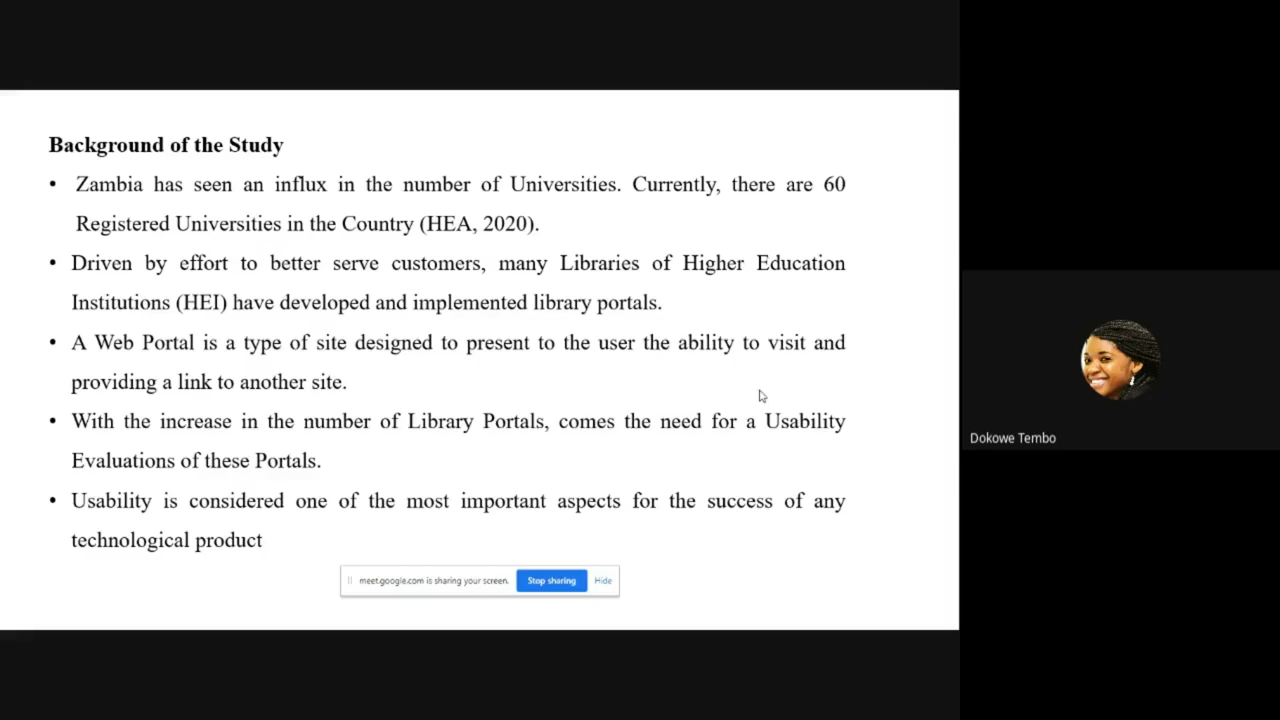 Background of the Study
• Zambia has seen an influx in the number of Universities. Currently, there are 60
Registered Universities in the Country (HEA, 2020).
• Driven by effort to better serve customers, many Libraries of Higher Education
Institutions (HEI) have developed and implemented library portals.
• A Web Portal is a type of site designed to present to the user the ability to visit and
providing a link to another site.
• With the increase in the number of Library Portals, comes the need for a Usability
Evaluations of these Portals.
• Usability is considered one of the most important aspects for the success of any
technological product
meet.google.com is sharing your screen. Stop sharing Hide
Dokowe Tembo